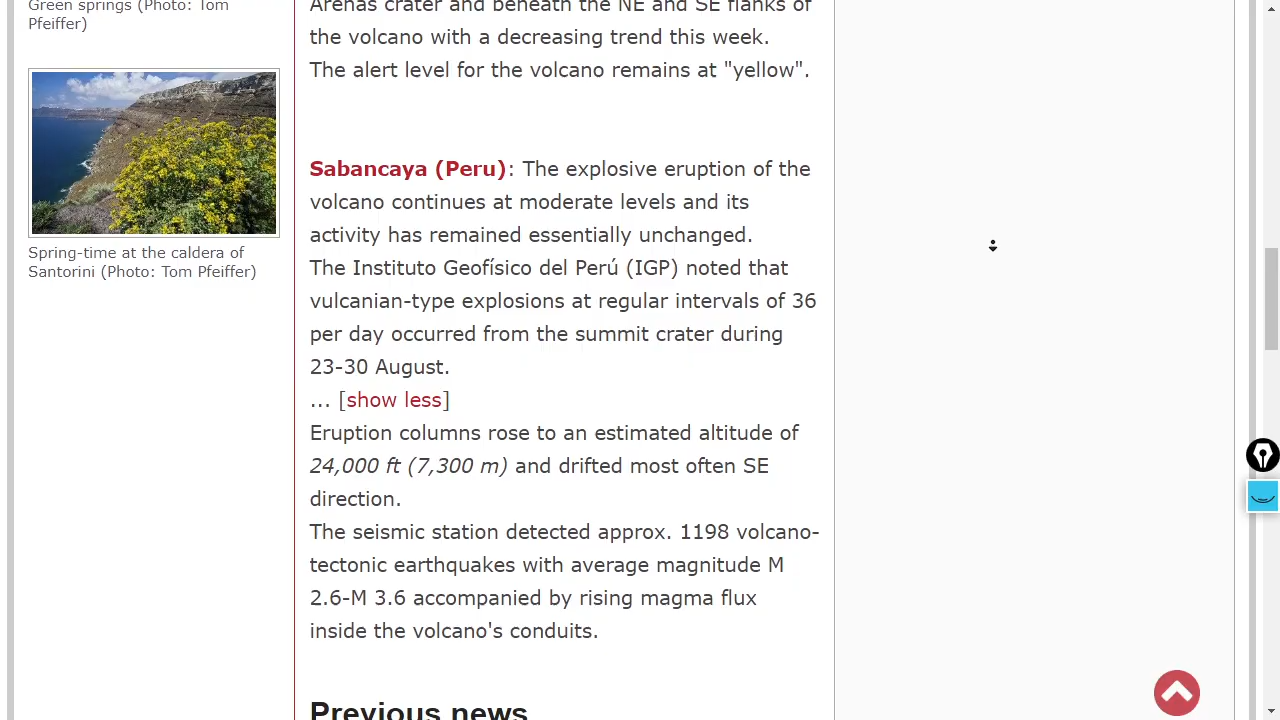 Green springs (Photo: Tom
Pfeiffer)
Spring-time at the caldera of
Santorini (Photo: Tom Pfeiffer)
Arenas crater and beneath the NE and SE flanks of
the volcano with a decreasing trend this week.
The alert level for the volcano remains at "yellow".
Sabancaya (Peru): The explosive eruption of the
volcano continues at moderate levels and its
activity has remained essentially unchanged.
The Instituto Geofísico del Perú (IGP) noted that
vulcanian-type explosions at regular intervals of 36
per day occurred from the summit crater during
23-30 August.
... [show less]
Eruption columns rose to an estimated altitude of
24,000 ft (7,300 m) and drifted most often SE
direction.
The seismic station detected approx. 1198 volcano-
tectonic earthquakes with average magnitude M
2.6-M 3.6 accompanied by rising magma flux
inside the volcano's conduits.
Previous news